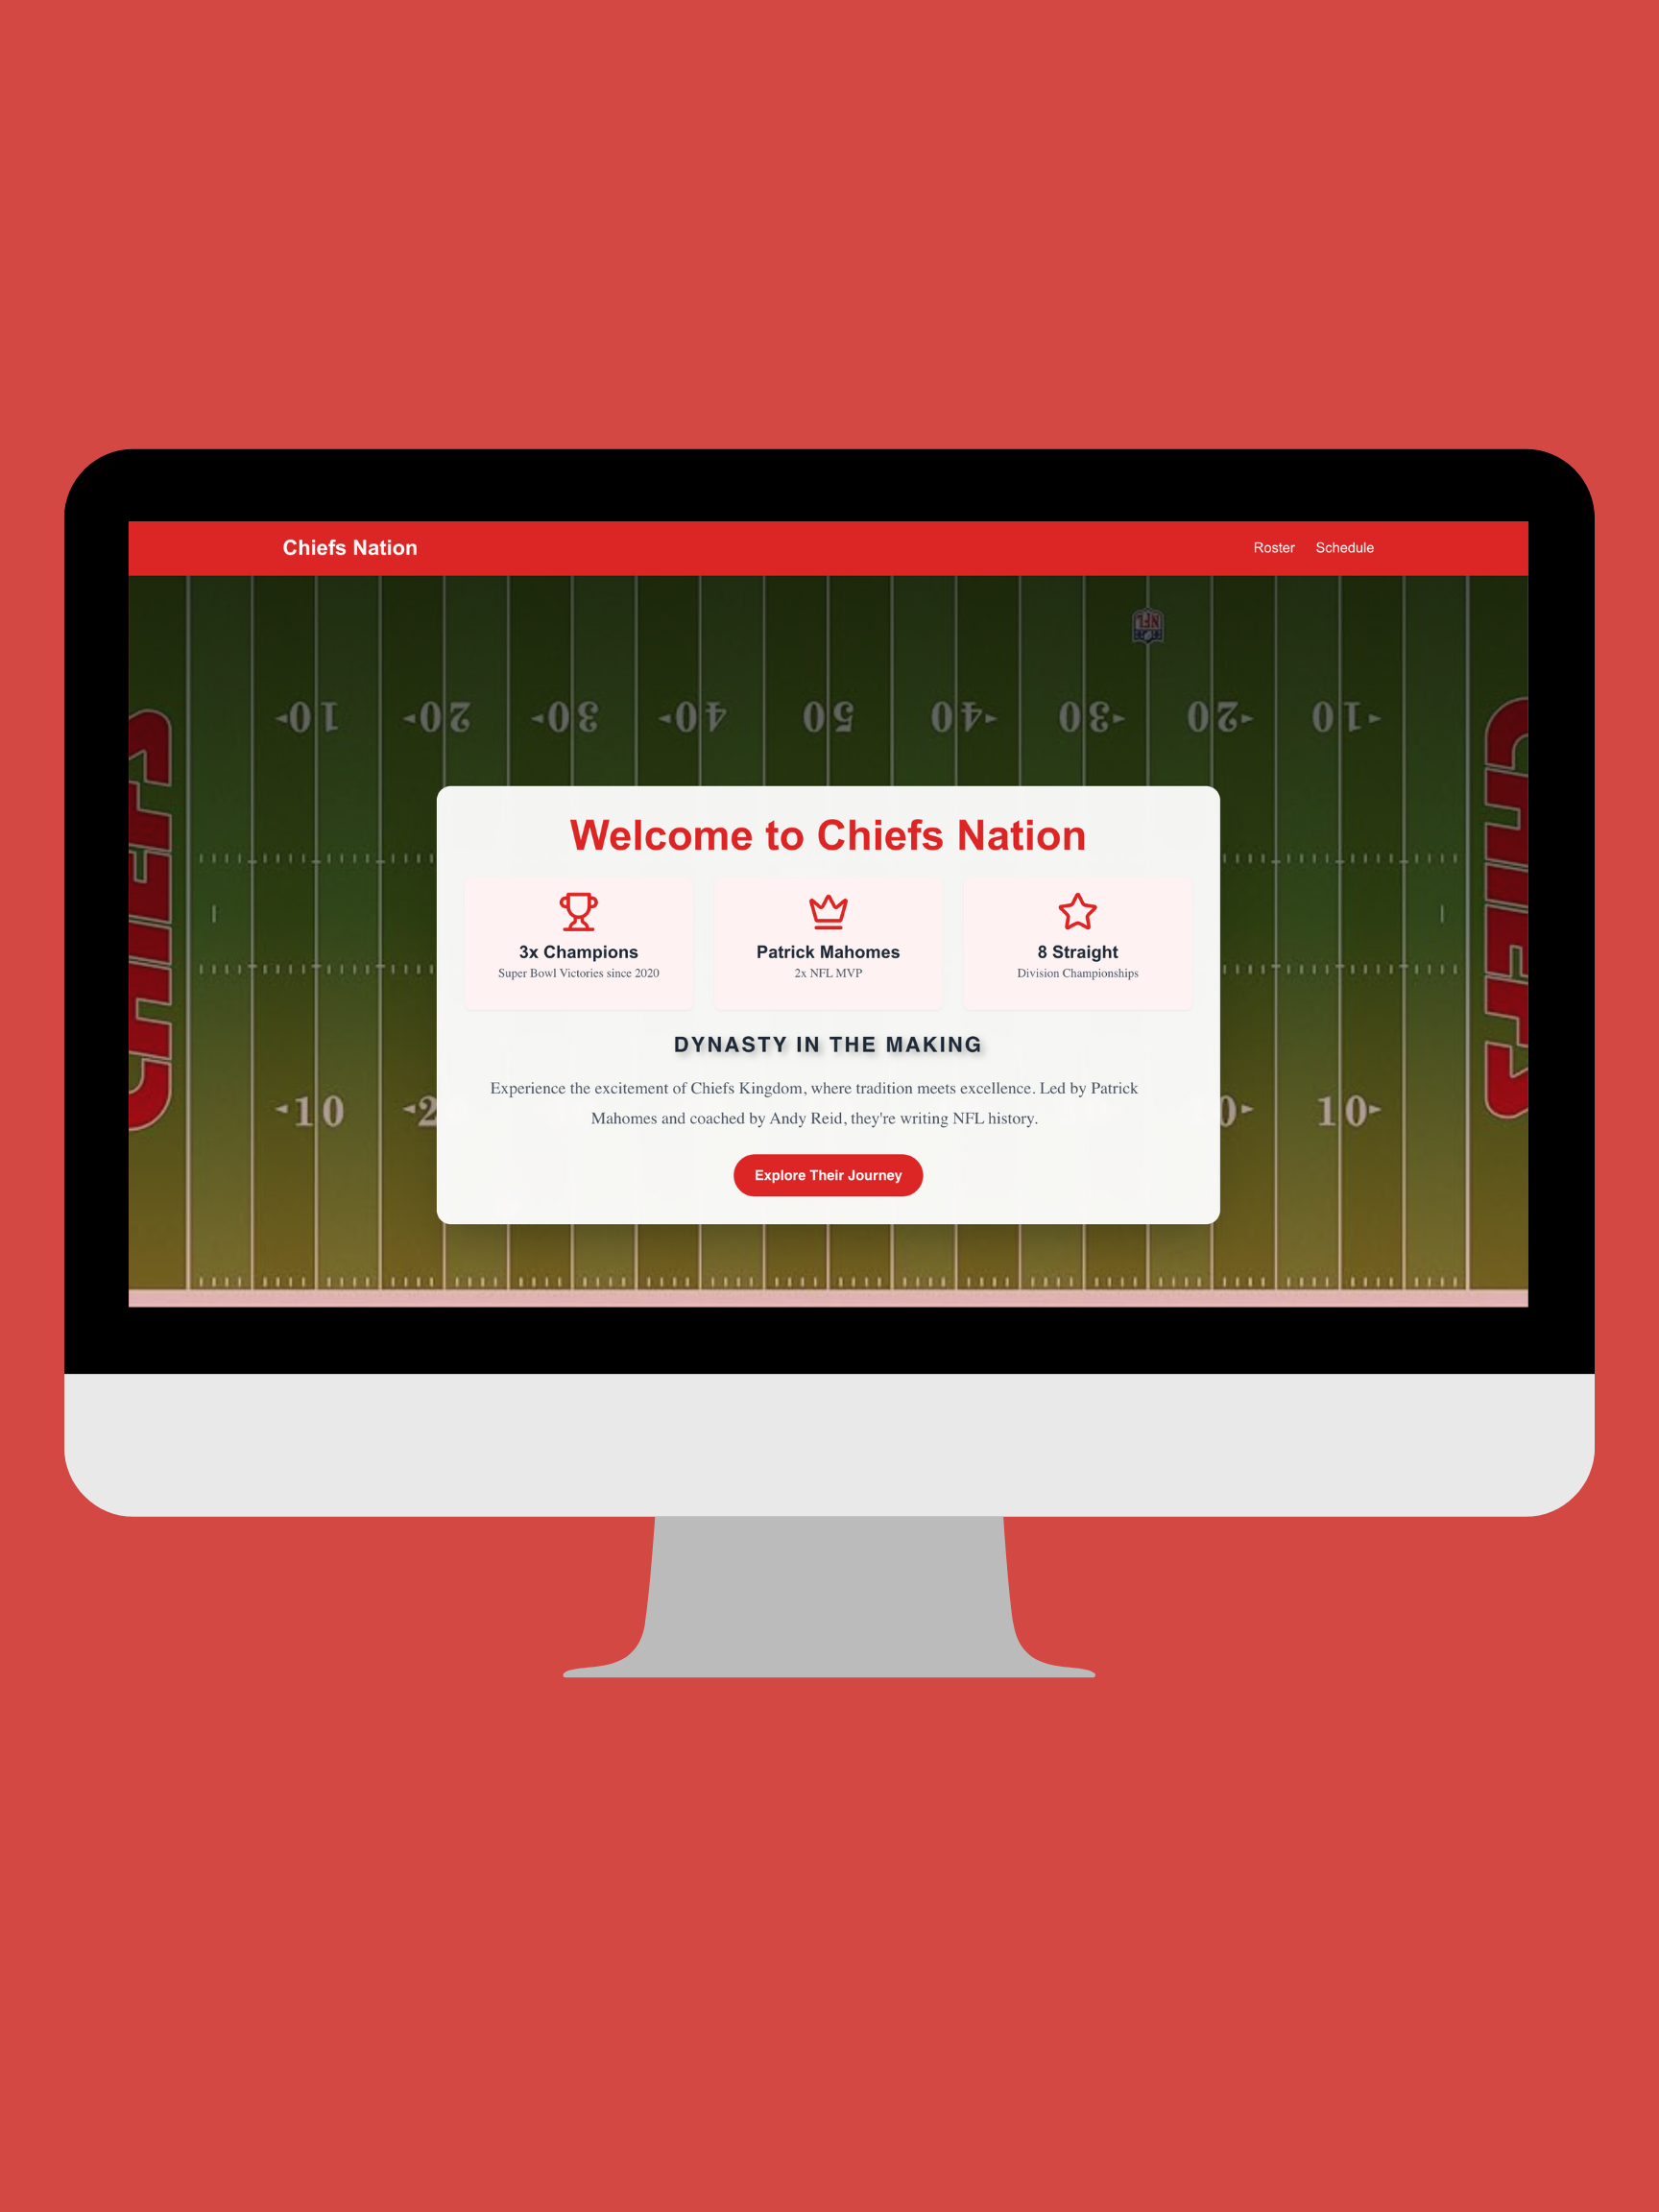 Chiefs Nation
Roster Schedule
NFL
10 20 30 40 50 40 30 20 10
CHIEFS
CHIEFS
Welcome to Chiefs Nation
3x Champions
Super Bowl Victories since 2020
Patrick Mahomes
2x NFL MVP
8 Straight
Division Championships
DYNASTY IN THE MAKING
Experience the excitement of Chiefs Kingdom, where tradition meets excellence. Led by Patrick
Mahomes and coached by Andy Reid, they're writing NFL history.
10 2 0 10
Explore Their Journey